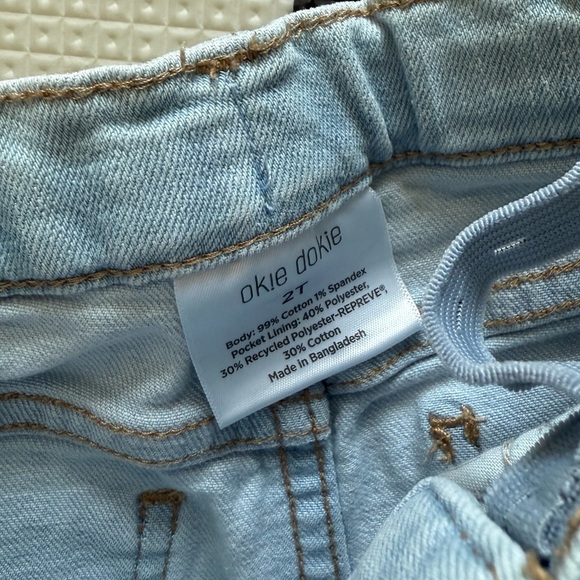 okie dokie
2T
Body: 99% Cotton 1% Spandex
Pocket Lining: 40% Polyester,
30% Recycled Polyester-REPREVE®,
30% Cotton
Made in Bangladesh